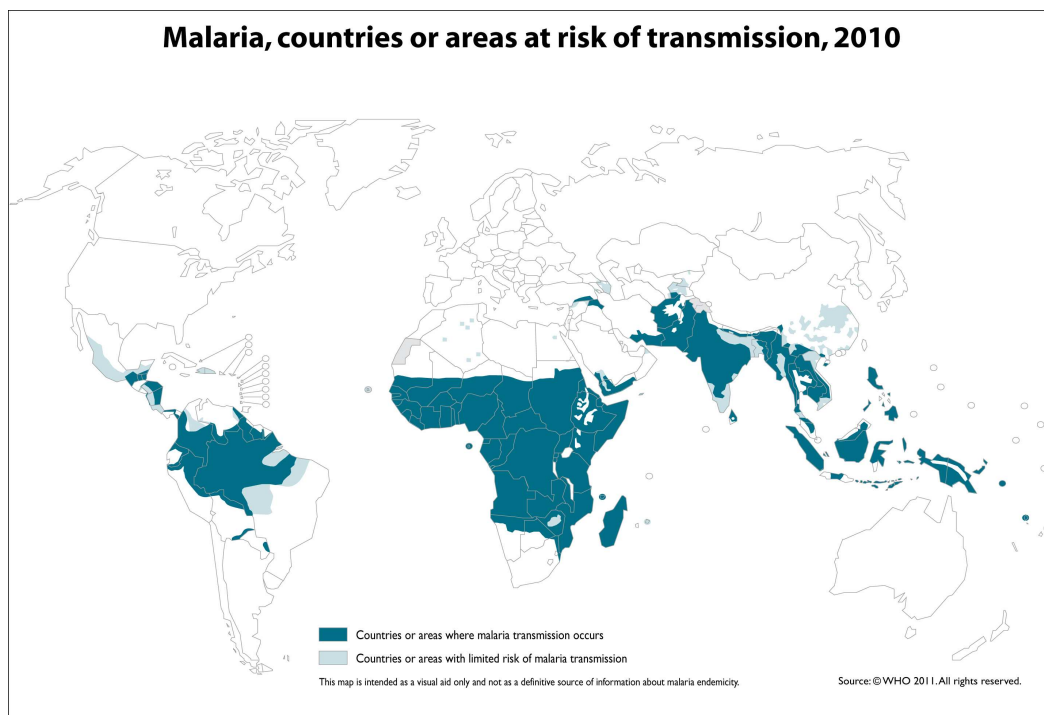 Malaria, countries or areas at risk of transmission, 2010
Countries or areas where malaria transmission occurs
Countries or areas with limited risk of malaria transmission
This map is intended as a visual aid only and not as a definitive source of information about malaria endemicity.
Source: © WHO 2011. All rights reserved.